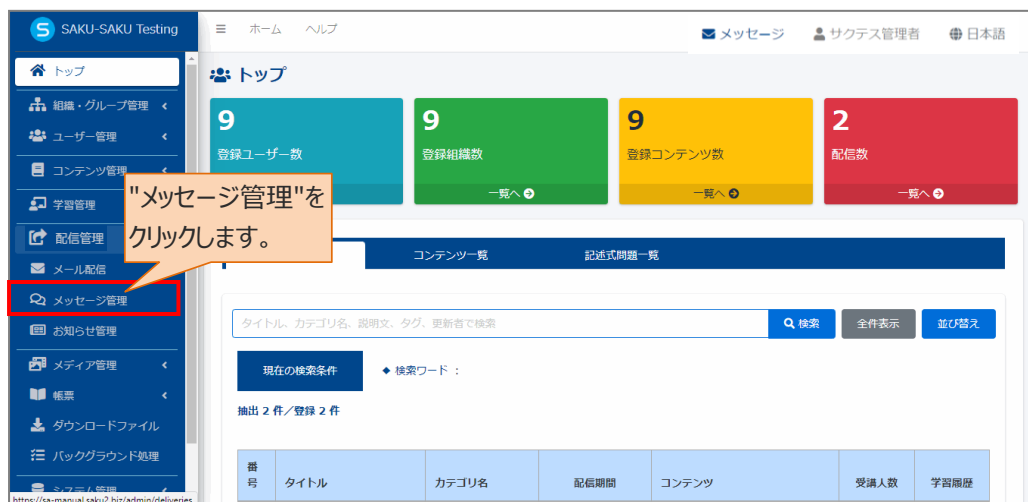 SAKU-SAKU Testing
ホーム ヘルプ
メッセージ サクテス管理者 日本語
トップ
組織・グループ管理
ユーザー管理
コンテンツ管理
学習管理
配信管理
メール配信
メッセージ管理
お知らせ管理
メディア管理
帳票
ダウンロードファイル
バックグラウンド処理
システム管理
https://sa-manual.saku2.biz/admin/deliveries
"メッセージ管理"を
クリックします。
トップ
9
登録ユーザー数
9
登録組織数
一覧へ
9
登録コンテンツ数
一覧へ
2
配信数
一覧へ
コンテンツ一覧 記述式問題一覧
タイトル、カテゴリ名、説明文、タグ、更新者で検索 検索 全件表示 並び替え
現在の検索条件 ◆ 検索ワード ：
抽出 2 件／登録 2 件
番号 タイトル カテゴリ名 配信期間 コンテンツ 受講人数 学習履歴